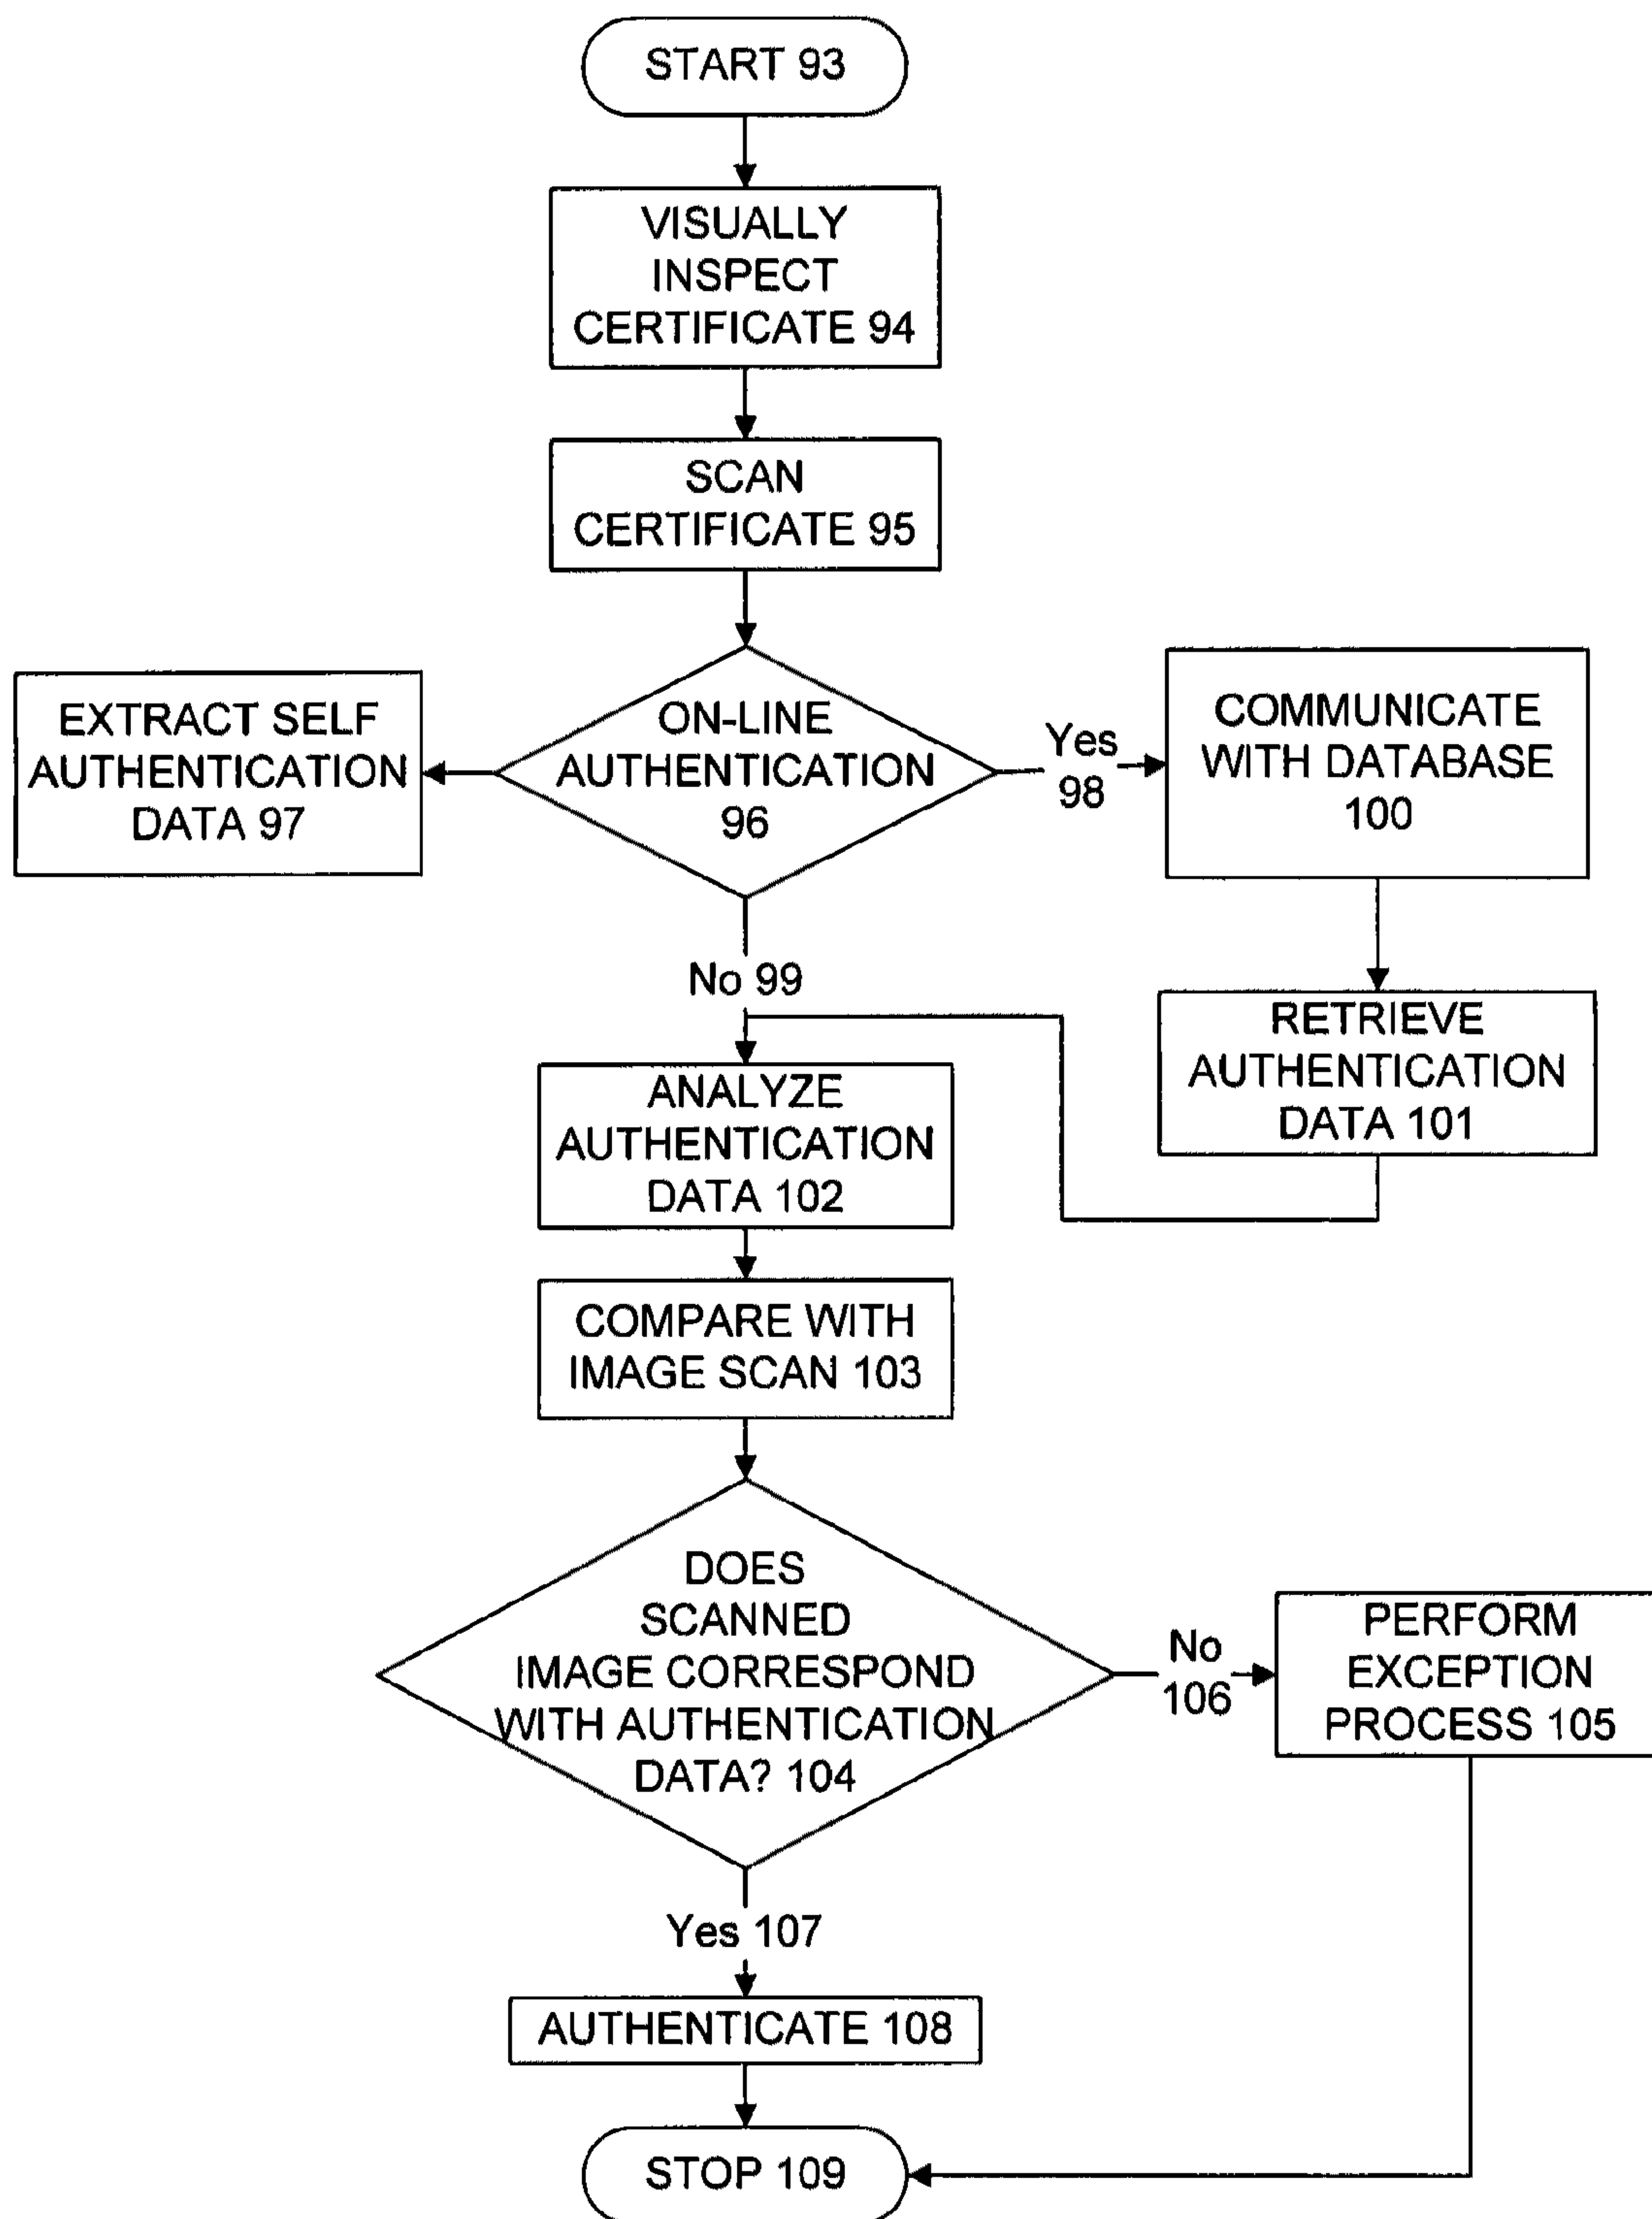 START 93
VISUALLY
INSPECT
CERTIFICATE 94
SCAN
CERTIFICATE 95
EXTRACT SELF
AUTHENTICATION
DATA 97
ON-LINE
AUTHENTICATION
96
Yes
98
COMMUNICATE
WITH DATABASE
100
No 99
RETRIEVE
AUTHENTICATION
DATA 101
ANALYZE
AUTHENTICATION
DATA 102
COMPARE WITH
IMAGE SCAN 103
DOES
SCANNED
IMAGE CORRESPOND
WITH AUTHENTICATION
DATA? 104
No
106
PERFORM
EXCEPTION
PROCESS 105
Yes 107
AUTHENTICATE 108
STOP 109